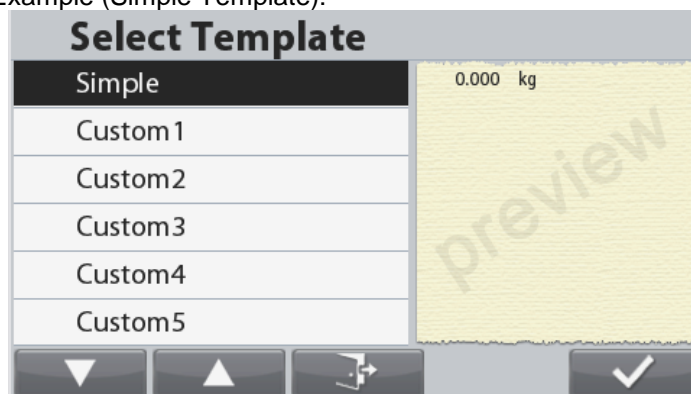 Example (Simple Template):
Select Template
Simple
0.000 kg
Custom1
Custom2
Custom3
Custom4
Custom5
preview